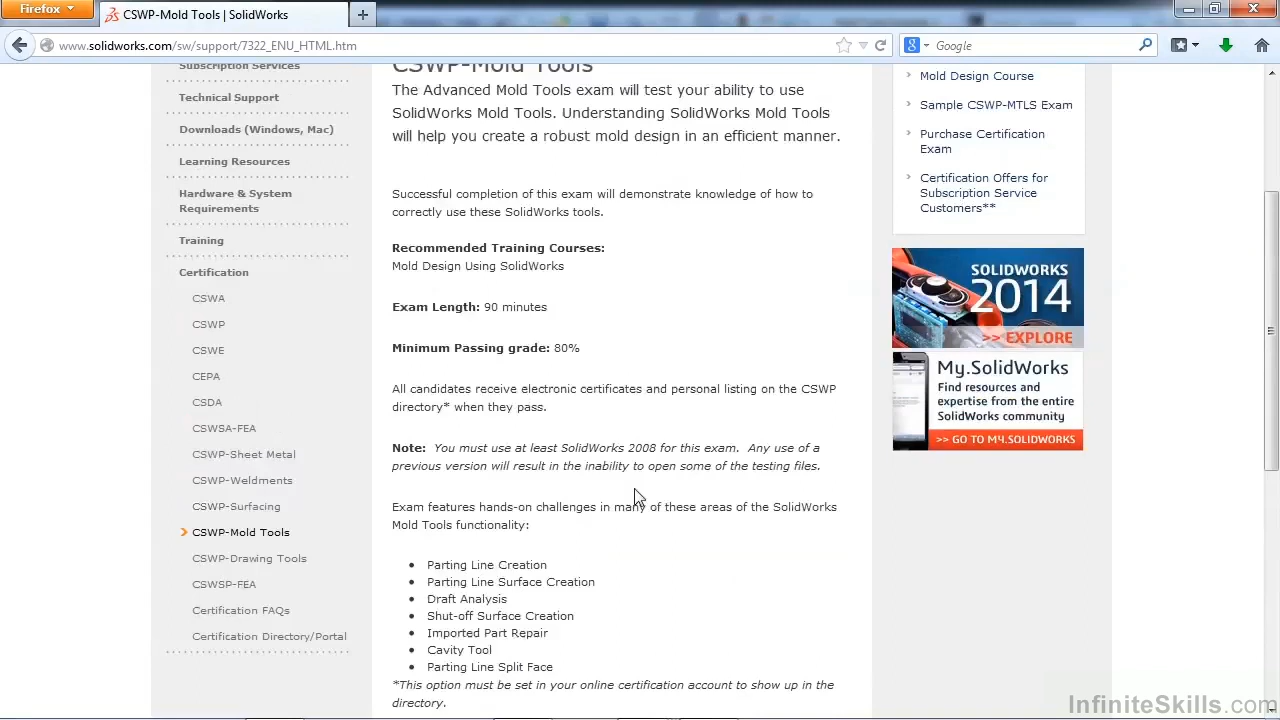 Firefox
CSWP-Mold Tools | SolidWorks
www.solidworks.com/sw/support/7322_ENU_HTML.htm
Google
Subscription Services
Technical Support
Downloads (Windows, Mac)
Learning Resources
Hardware & System
Requirements
Training
Certification
CSWA
CSWP
CSWE
CEPA
CSDA
CSWSA-FEA
CSWP-Sheet Metal
CSWP-Weldments
CSWP-Surfacing
CSWP-Mold Tools
CSWP-Drawing Tools
CSWSP-FEA
Certification FAQs
Certification Directory/Portal
CSWP-Mold Tools
The Advanced Mold Tools exam will test your ability to use
SolidWorks Mold Tools. Understanding SolidWorks Mold Tools
will help you create a robust mold design in an efficient manner.
Successful completion of this exam will demonstrate knowledge of how to
correctly use these SolidWorks tools.
Recommended Training Courses:
Mold Design Using SolidWorks
Exam Length: 90 minutes
Minimum Passing grade: 80%
All candidates receive electronic certificates and personal listing on the CSWP
directory* when they pass.
Note: You must use at least SolidWorks 2008 for this exam. Any use of a
previous version will result in the inability to open some of the testing files.
Exam features hands-on challenges in many of these areas of the SolidWorks
Mold Tools functionality:
• Parting Line Creation
• Parting Line Surface Creation
• Draft Analysis
• Shut-off Surface Creation
• Imported Part Repair
• Cavity Tool
• Parting Line Split Face
*This option must be set in your online certification account to show up in the
directory.
Mold Design Course
Sample CSWP-MTLS Exam
Purchase Certification
Exam
Certification Offers for
Subscription Service
Customers**
SOLIDWORKS
2014
>> EXPLORE
My.SolidWorks
Find resources and
expertise from the entire
SolidWorks community
>> GO TO MY.SOLIDWORKS
InfiniteSkills.com